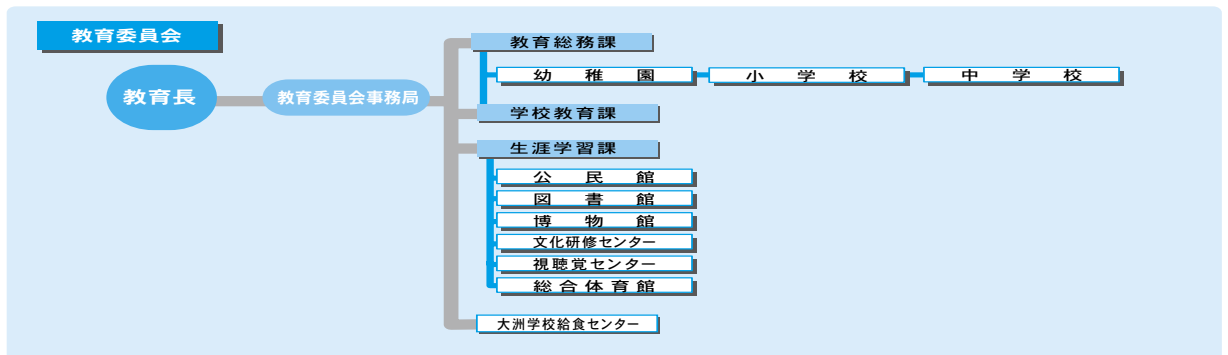 教育委員会
教育総務課
幼稚園 小学校 中学校
教育長 教育委員会事務局
学校教育課
生涯学習課
公民館
図書館
博物館
文化研修センター
視聴覚センター
総合体育館
大洲学校給食センター